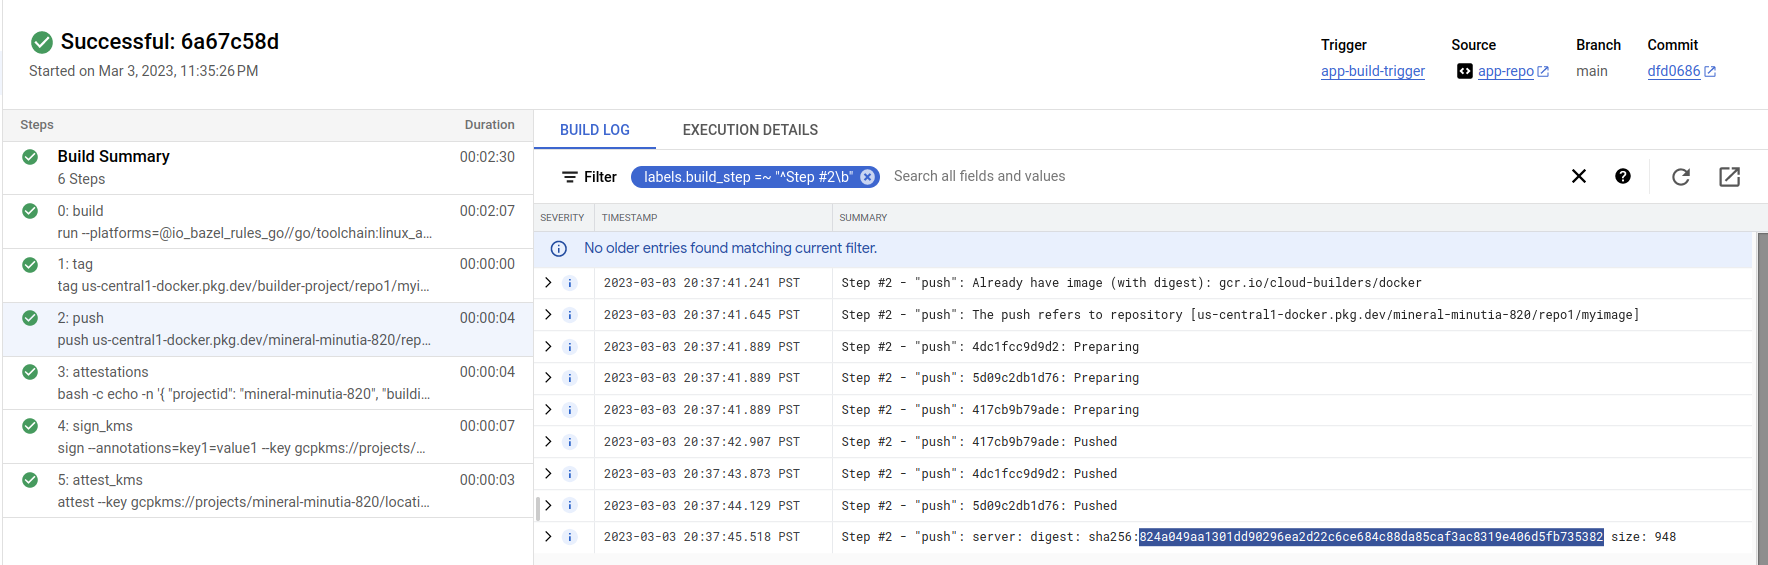 Successful: 6a67c58d
Started on Mar 3, 2023, 11:35:26 PM
Trigger
app-build-trigger
Source
app-repo
Branch
main
Commit
dfd0686
Steps
Duration
Build Summary
00:02:30
6 Steps
0: build
00:02:07
run --platforms=@io_bazel_rules_go//go/toolchain:linux_a...
1: tag
00:00:00
tag us-central1-docker.pkg.dev/builder-project/repo1/myi...
2: push
00:00:04
push us-central1-docker.pkg.dev/mineral-minutia-820/rep...
3: attestations
00:00:04
bash -c echo -n '{ "projectid": "mineral-minutia-820", "buildi...
4: sign_kms
00:00:07
sign --annotations=key1=value1 --key gcpkms://projects/...
5: attest_kms
00:00:03
attest --key gcpkms://projects/mineral-minutia-820/locati...
BUILD LOG
EXECUTION DETAILS
Filter
labels.build_step =~ "^Step #2\b"
Search all fields and values
SEVERITY
TIMESTAMP
SUMMARY
No older entries found matching current filter.
2023-03-03 20:37:41.241 PST Step #2 - "push": Already have image (with digest): gcr.io/cloud-builders/docker
2023-03-03 20:37:41.645 PST Step #2 - "push": The push refers to repository [us-central1-docker.pkg.dev/mineral-minutia-820/repo1/myimage]
2023-03-03 20:37:41.889 PST Step #2 - "push": 4dc1fcc9d9d2: Preparing
2023-03-03 20:37:41.889 PST Step #2 - "push": 5d09c2db1d76: Preparing
2023-03-03 20:37:41.889 PST Step #2 - "push": 417cb9b79ade: Preparing
2023-03-03 20:37:42.907 PST Step #2 - "push": 417cb9b79ade: Pushed
2023-03-03 20:37:43.873 PST Step #2 - "push": 4dc1fcc9d9d2: Pushed
2023-03-03 20:37:44.129 PST Step #2 - "push": 5d09c2db1d76: Pushed
2023-03-03 20:37:45.518 PST Step #2 - "push": server: digest: sha256:824a049aa1301dd90296ea2d22c6ce684c88da85caf3ac8319e406d5fb735382 size: 948